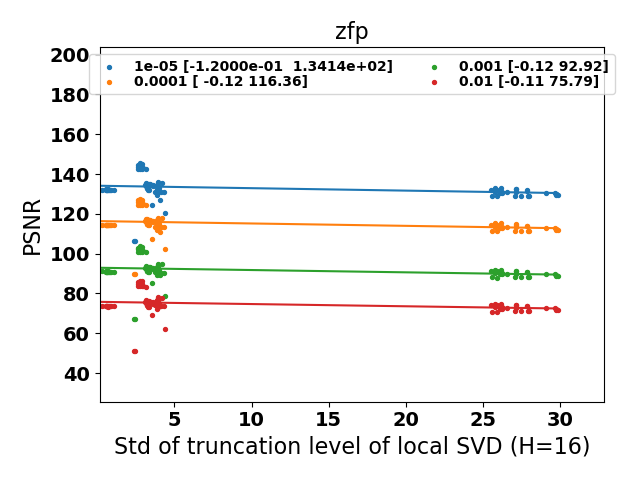 zfp
1e-05 [-1.2000e-01  1.3414e+02]
0.0001 [ -0.12 116.36]
0.001 [-0.12 92.92]
0.01 [-0.11 75.79]
200
180
160
140
120
100
80
60
40
PSNR
5 10 15 20 25 30
Std of truncation level of local SVD (H=16)